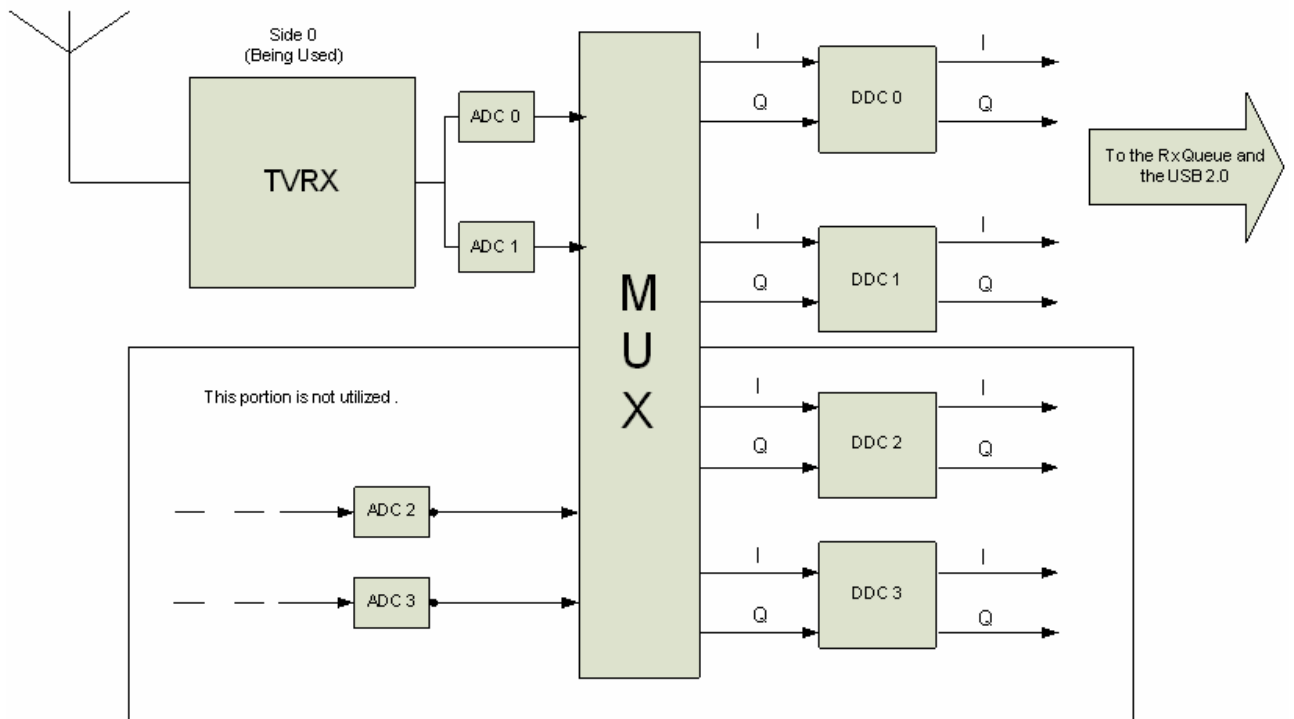 Side 0
(Being Used)
TVRX
ADC 0
ADC 1
M
U
X
I
Q
DDC 0
I
Q
I
Q
DDC 1
I
Q
To the RxQueue and
the USB 2.0
This portion is not utilized .
ADC 2
ADC 3
I
Q
DDC 2
I
Q
I
Q
DDC 3
I
Q